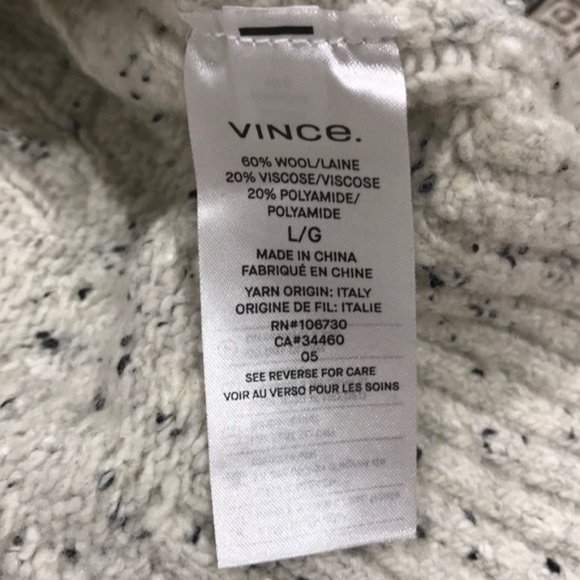 VINCE.
60% WOOL/LAINE
20% VISCOSE/VISCOSE
20% POLYAMIDE/
POLYAMIDE
L/G
MADE IN CHINA
FABRIQUÉ EN CHINE
YARN ORIGIN: ITALY
ORIGINE DE FIL: ITALIE
RN#106730
CA#34460
05
SEE REVERSE FOR CARE
VOIR AU VERSO POUR LES SOINS